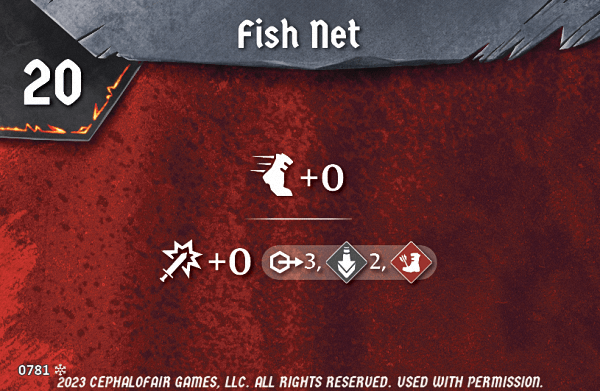 Fish Net
20
+0
+0 3, 2,
0781
2023 CEPHALOFAIR GAMES, LLC. ALL RIGHTS RESERVED. USED WITH PERMISSION.